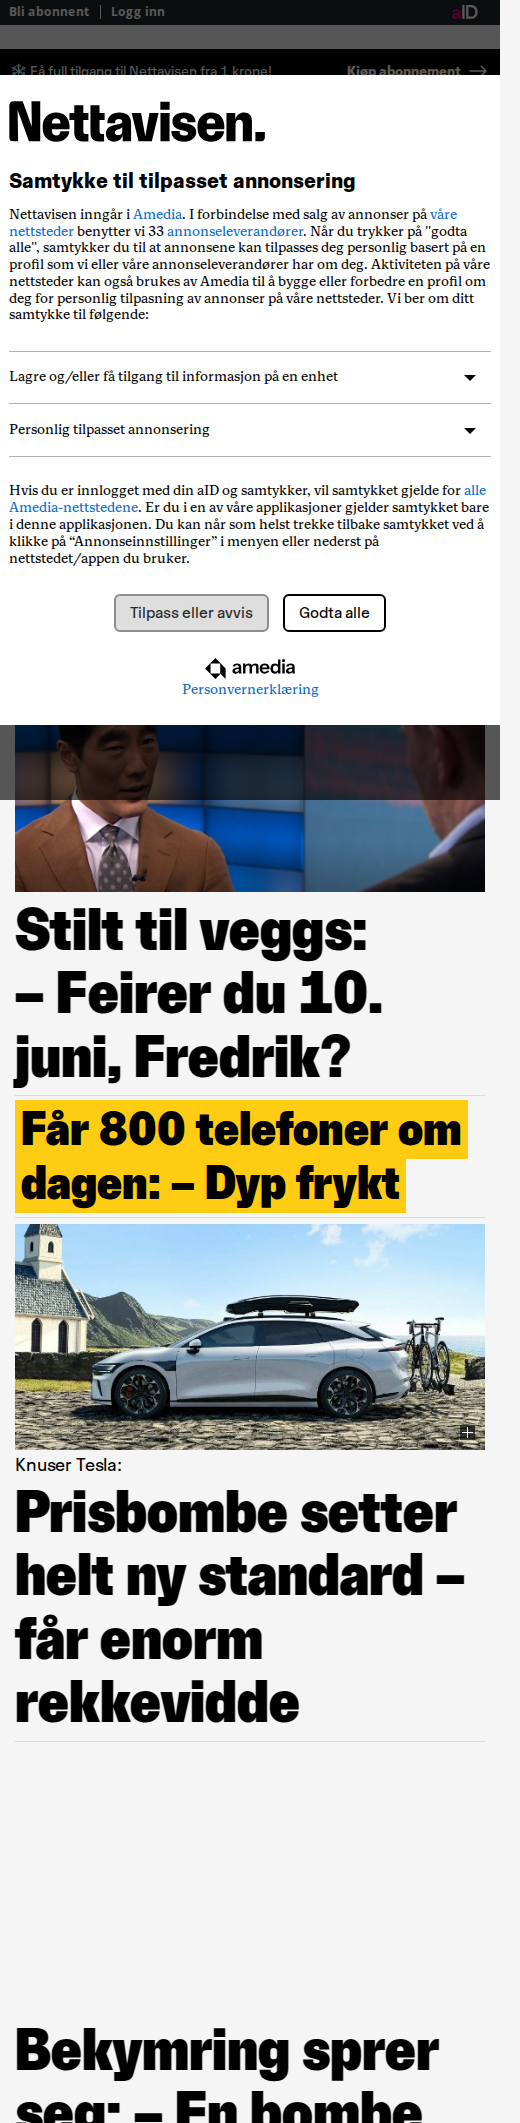 Bli abonnent | Logg inn
aID
Få full tilgang til Nettavisen fra 1 krone!
Kjøp abonnement
Nettavisen.
Samtykke til tilpasset annonsering
Nettavisen inngår i Amedia. I forbindelse med salg av annonser på våre
nettsteder benytter vi 33 annonseleverandører. Når du trykker på "godta
alle", samtykker du til at annonsene kan tilpasses deg personlig basert på en
profil som vi eller våre annonseleverandører har om deg. Aktiviteten på våre
nettsteder kan også brukes av Amedia til å bygge eller forbedre en profil om
deg for personlig tilpasning av annonser på våre nettsteder. Vi ber om ditt
samtykke til følgende:
Lagre og/eller få tilgang til informasjon på en enhet
Personlig tilpasset annonsering
Hvis du er innlogget med din aID og samtykker, vil samtykket gjelde for alle
Amedia-nettstedene. Er du i en av våre applikasjoner gjelder samtykket bare
i denne applikasjonen. Du kan når som helst trekke tilbake samtykket ved å
klikke på “Annonseinnstillinger” i menyen eller nederst på
nettstedet/appen du bruker.
Tilpass eller avvis
Godta alle
amedia
Personvernerklæring
Stilt til veggs:
– Feirer du 10.
juni, Fredrik?
Får 800 telefoner om
dagen: – Dyp frykt
Knuser Tesla:
Prisbombe setter
helt ny standard –
får enorm
rekkevidde
Bekymring sprer
seg: – En bombe